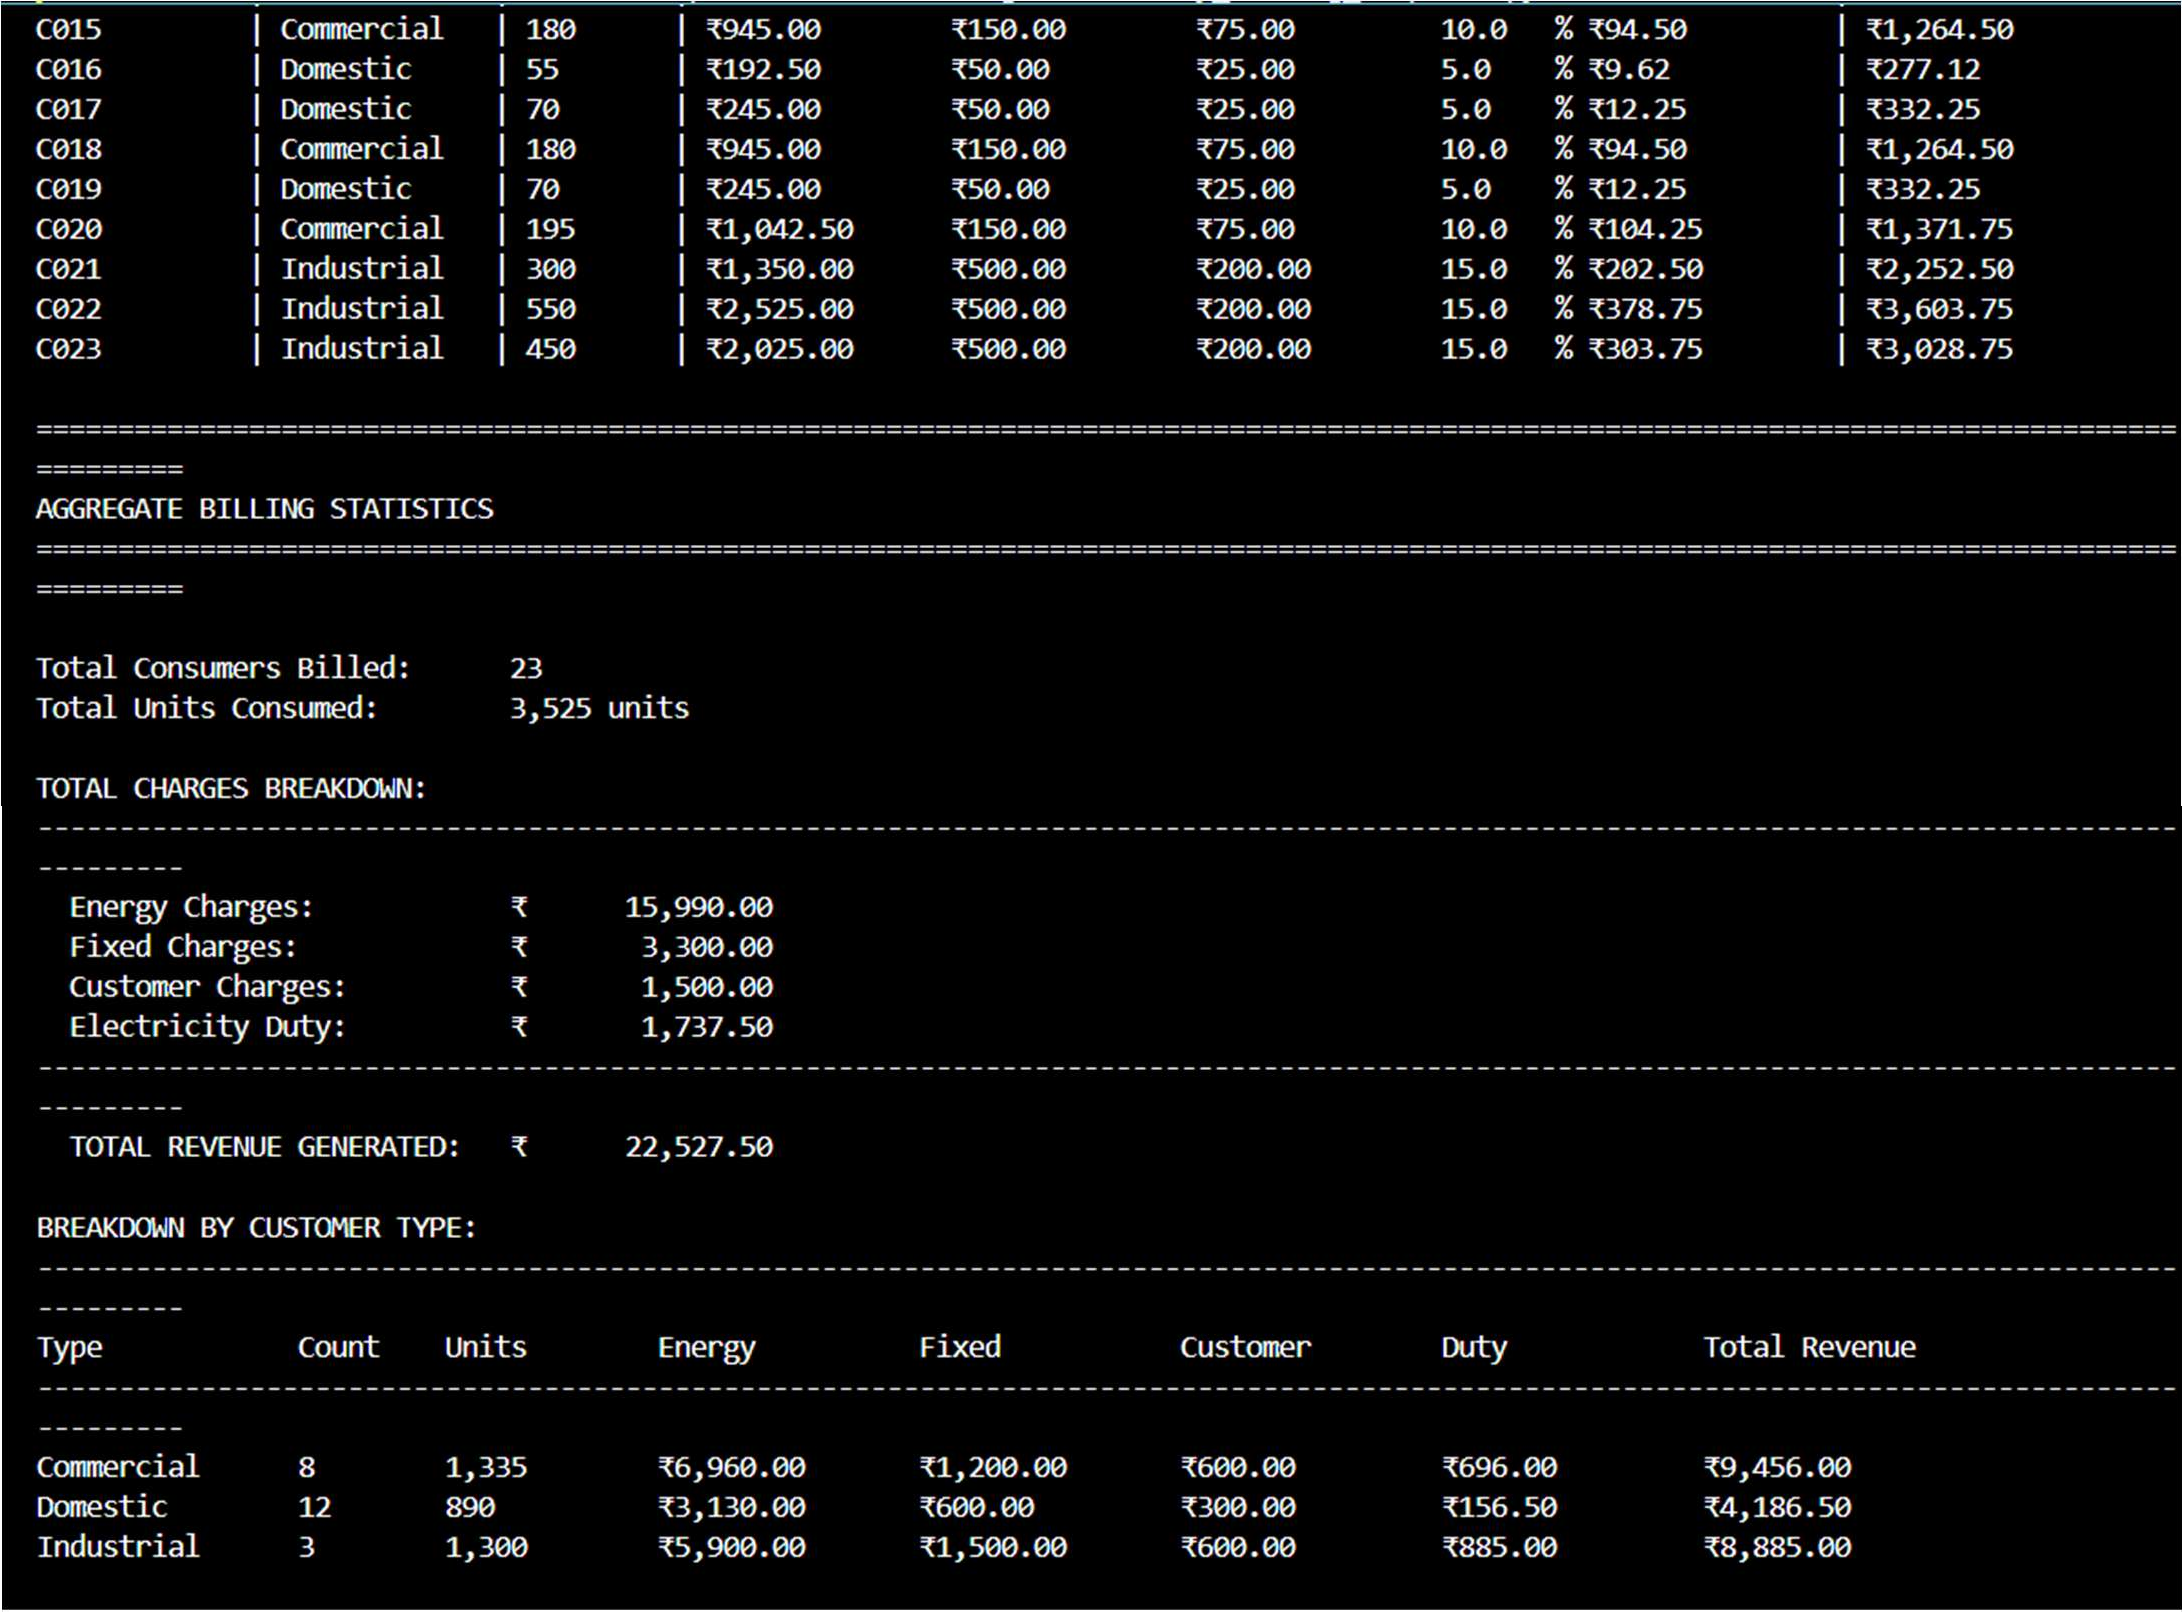 C015 | Commercial | 180 | ₹945.00 ₹150.00 ₹75.00 10.0 % ₹94.50 | ₹1,264.50
C016 | Domestic | 55 | ₹192.50 ₹50.00 ₹25.00 5.0 % ₹9.62 | ₹277.12
C017 | Domestic | 70 | ₹245.00 ₹50.00 ₹25.00 5.0 % ₹12.25 | ₹332.25
C018 | Commercial | 180 | ₹945.00 ₹150.00 ₹75.00 10.0 % ₹94.50 | ₹1,264.50
C019 | Domestic | 70 | ₹245.00 ₹50.00 ₹25.00 5.0 % ₹12.25 | ₹332.25
C020 | Commercial | 195 | ₹1,042.50 ₹150.00 ₹75.00 10.0 % ₹104.25 | ₹1,371.75
C021 | Industrial | 300 | ₹1,350.00 ₹500.00 ₹200.00 15.0 % ₹202.50 | ₹2,252.50
C022 | Industrial | 550 | ₹2,525.00 ₹500.00 ₹200.00 15.0 % ₹378.75 | ₹3,603.75
C023 | Industrial | 450 | ₹2,025.00 ₹500.00 ₹200.00 15.0 % ₹303.75 | ₹3,028.75
AGGREGATE BILLING STATISTICS
Total Consumers Billed: 23
Total Units Consumed: 3,525 units
TOTAL CHARGES BREAKDOWN:
Energy Charges: ₹ 15,990.00
Fixed Charges: ₹ 3,300.00
Customer Charges: ₹ 1,500.00
Electricity Duty: ₹ 1,737.50
TOTAL REVENUE GENERATED: ₹ 22,527.50
BREAKDOWN BY CUSTOMER TYPE:
Type Count Units Energy Fixed Customer Duty Total Revenue
Commercial 8 1,335 ₹6,960.00 ₹1,200.00 ₹600.00 ₹696.00 ₹9,456.00
Domestic 12 890 ₹3,130.00 ₹600.00 ₹300.00 ₹156.50 ₹4,186.50
Industrial 3 1,300 ₹5,900.00 ₹1,500.00 ₹600.00 ₹885.00 ₹8,885.00